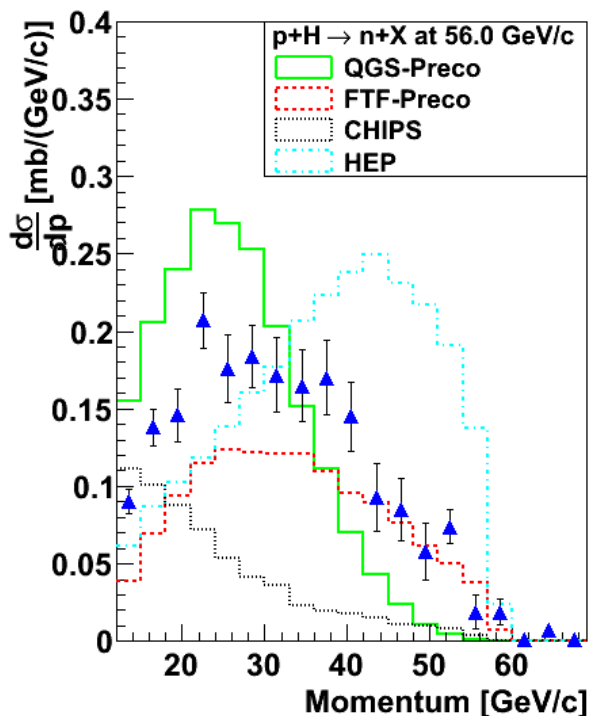 p+H → n+X at 56.0 GeV/c
QGS-Preco
FTF-Preco
CHIPS
HEP
dσ/dp [mb/(GeV/c)]
0.4
0.35
0.3
0.25
0.2
0.15
0.1
0.05
0
20 30 40 50 60
Momentum [GeV/c]